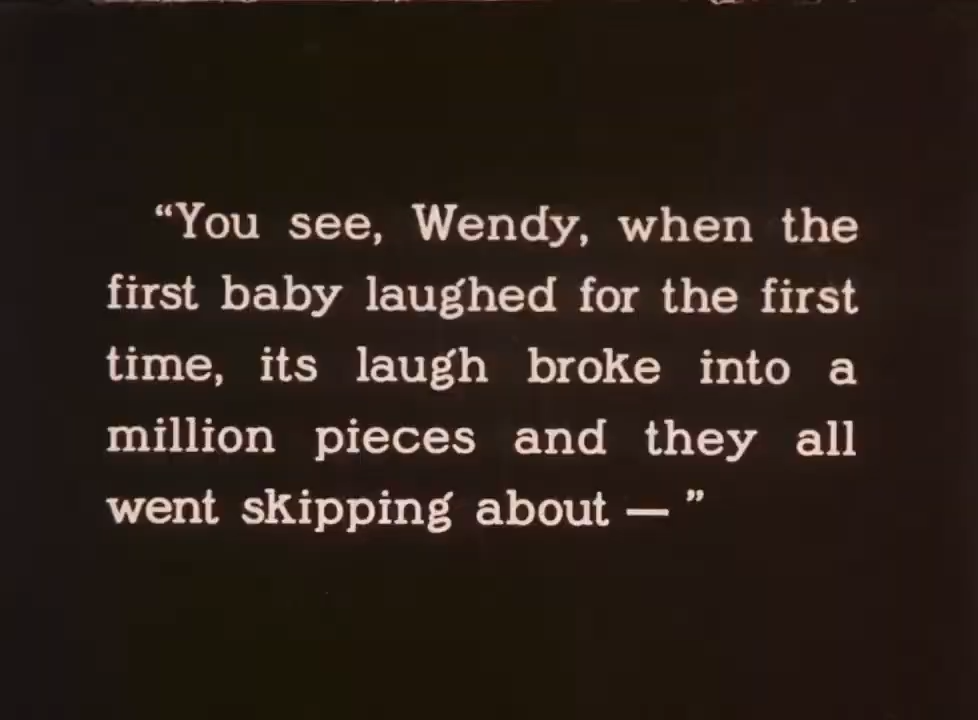 “You see, Wendy, when the
first baby laughed for the first
time, its laugh broke into a
million pieces and they all
went skipping about — ”